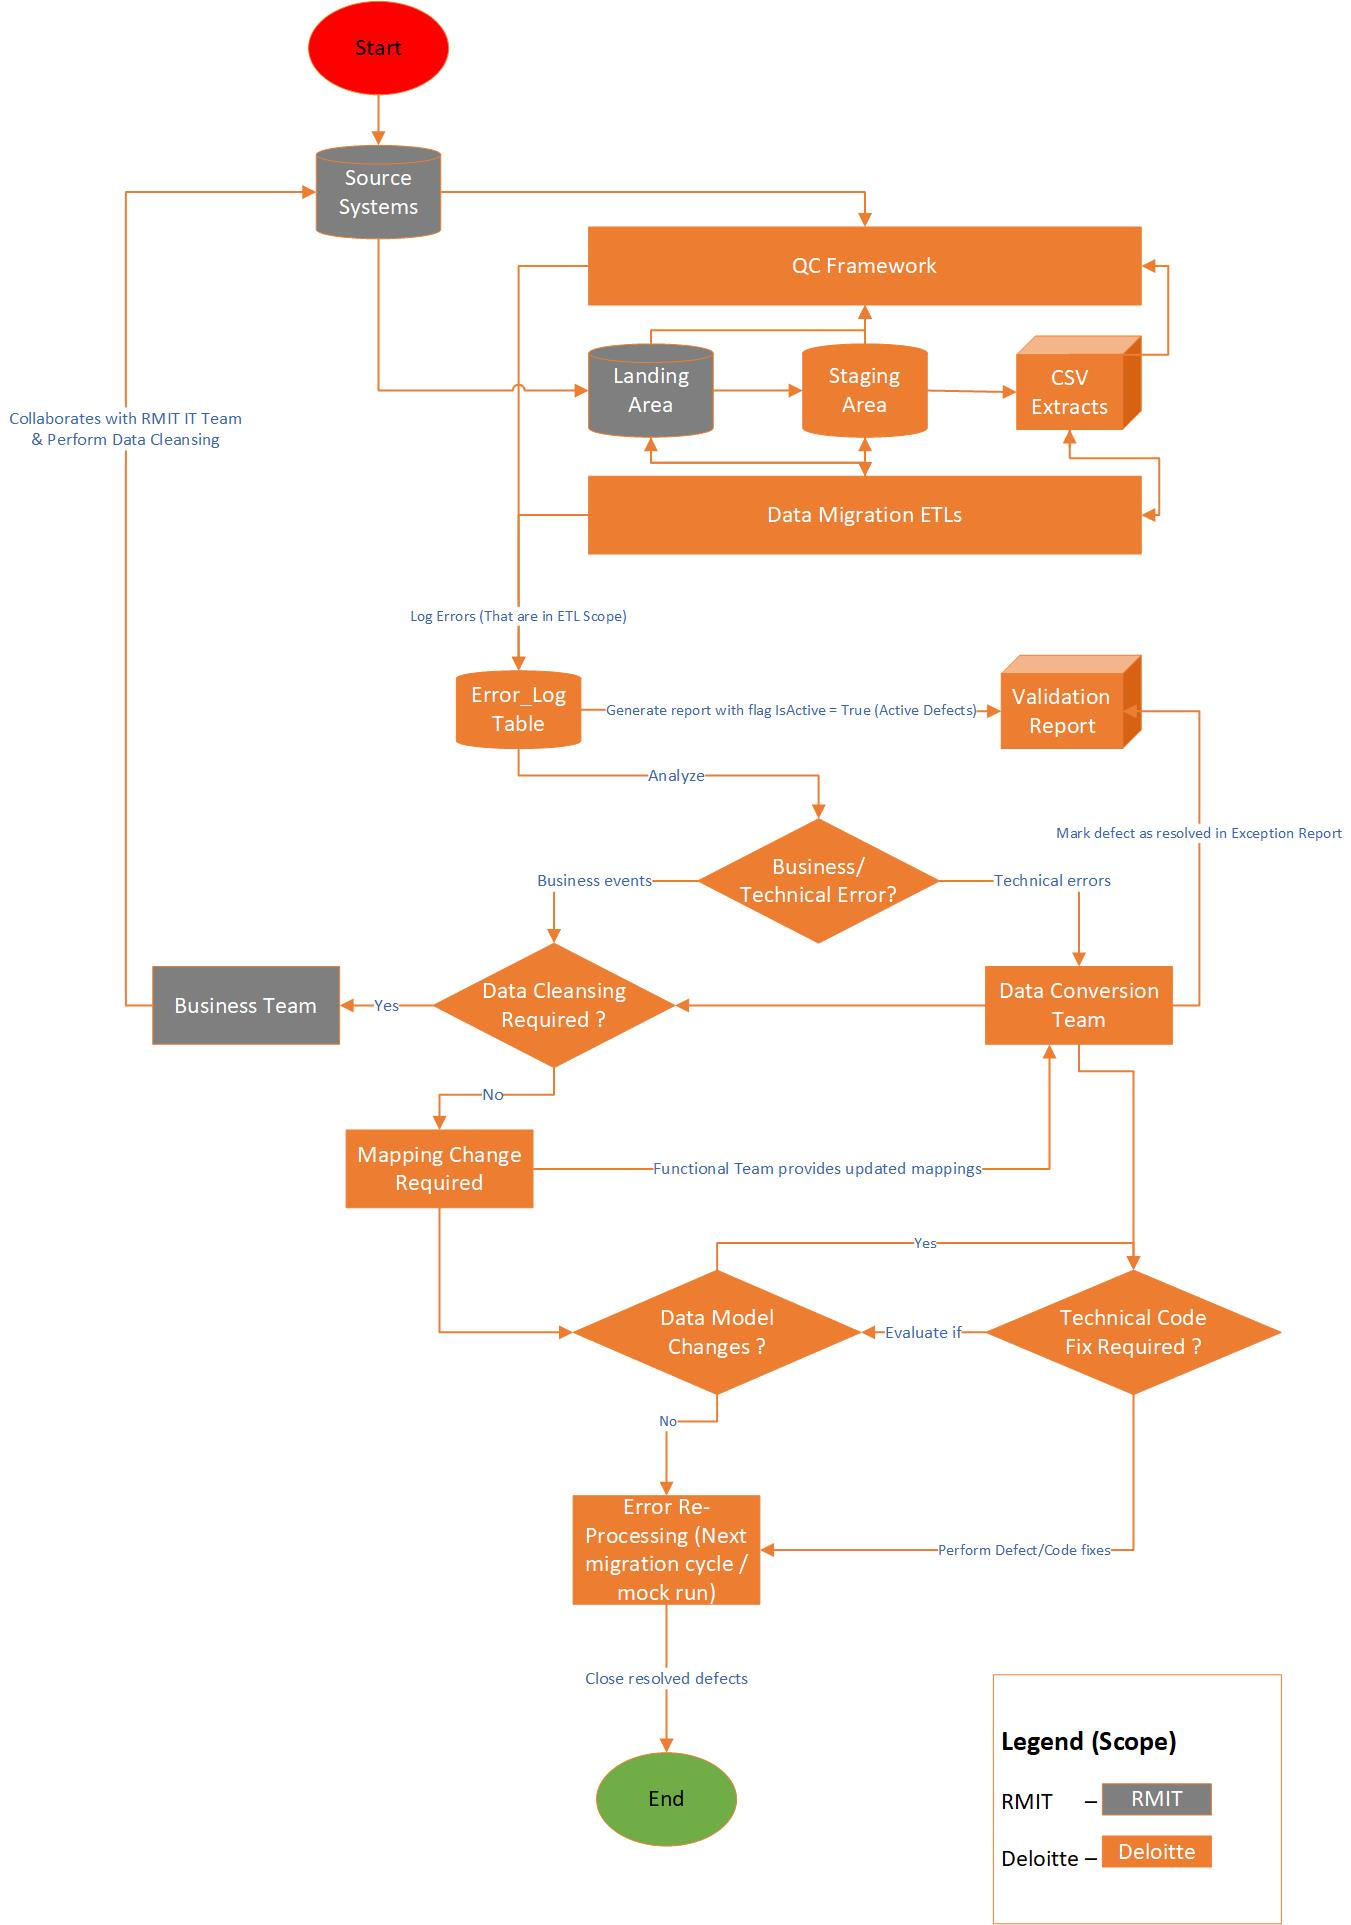 Start
Source
Systems
QC Framework
Landing
Area
Staging
Area
CSV
Extracts
Collaborates with RMIT IT Team
& Perform Data Cleansing
Data Migration ETLs
Log Errors (That are in ETL Scope)
Error_Log
Table
Generate report with flag IsActive = True (Active Defects)
Validation
Report
Analyze
Mark defect as resolved in Exception Report
Business/
Technical Error?
Business events
Technical errors
Business Team
Yes
Data Cleansing
Required ?
Data Conversion
Team
No
Mapping Change
Required
Functional Team provides updated mappings
Yes
Data Model
Changes ?
Evaluate if
Technical Code
Fix Required ?
No
Error Re-
Processing (Next
migration cycle /
mock run)
Perform Defect/Code fixes
Close resolved defects
End
Legend (Scope)
RMIT – RMIT
Deloitte – Deloitte